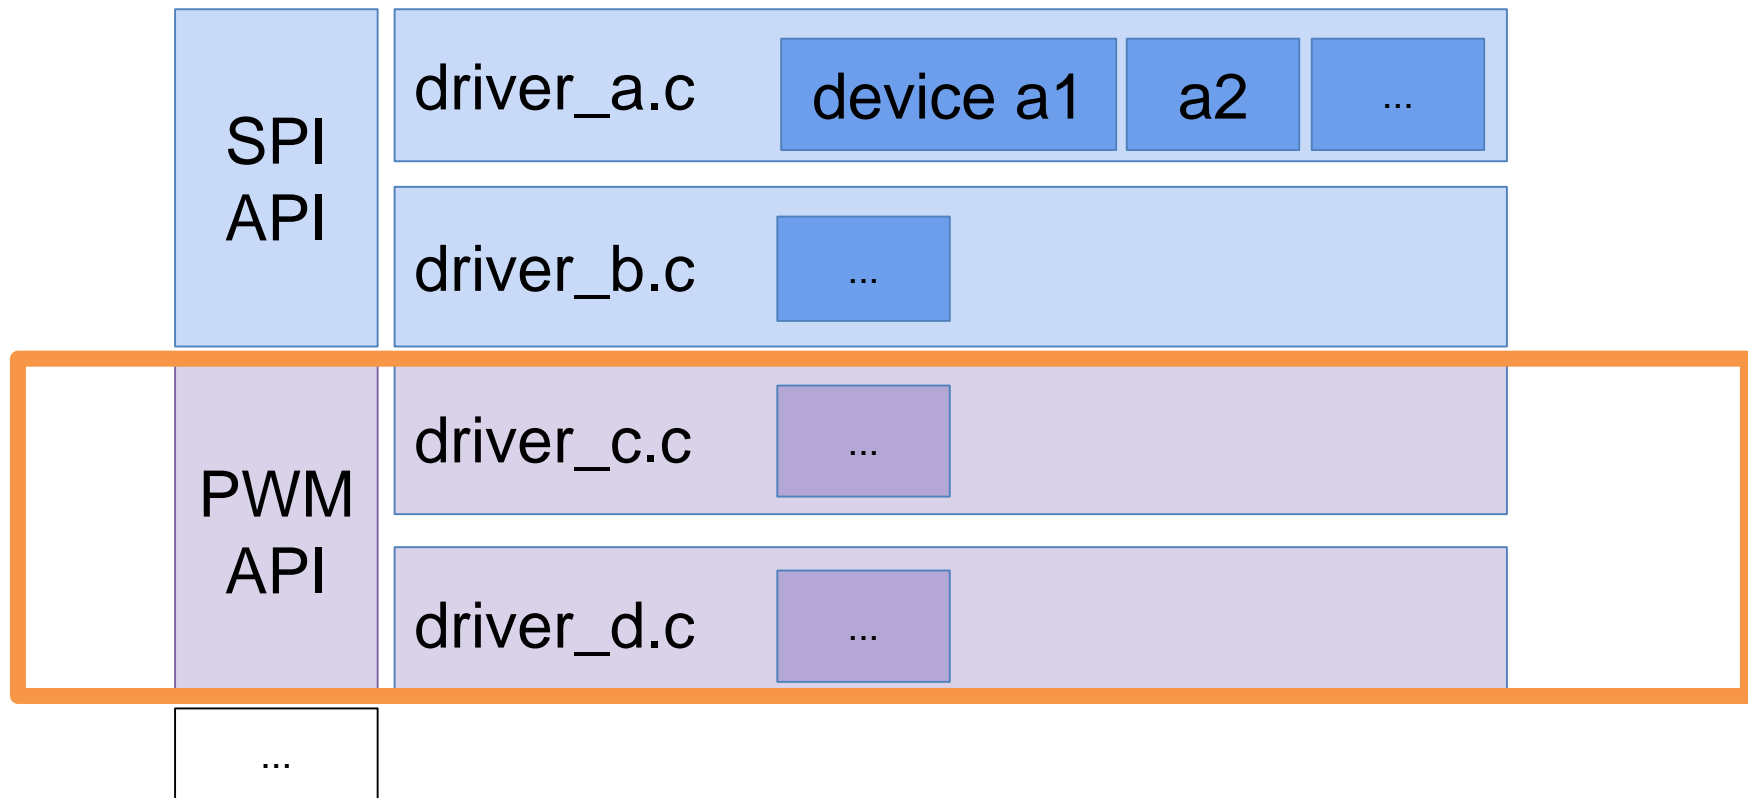 SPI
API
driver_a.c
device a1
a2
...
driver_b.c
...
PWM
API
driver_c.c
...
driver_d.c
...
...